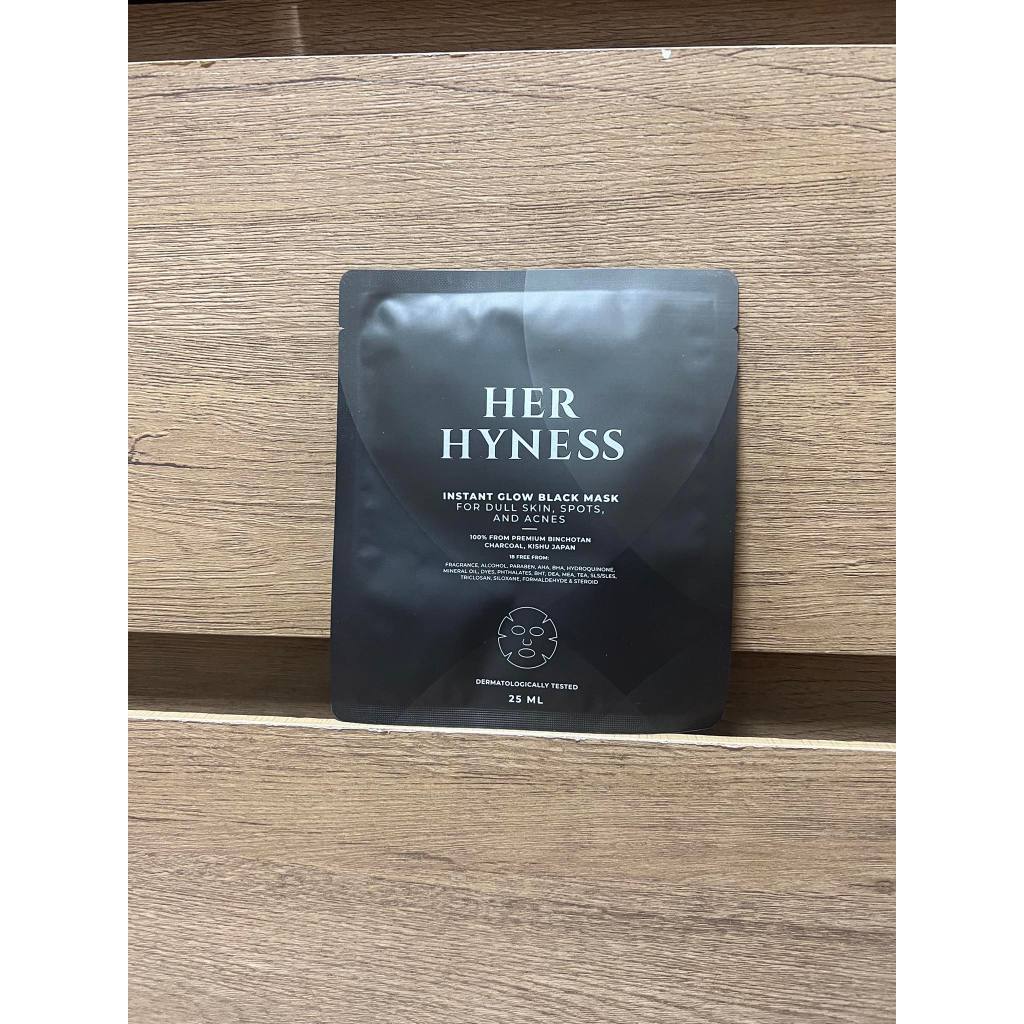 HER
HYNESS
INSTANT GLOW BLACK MASK
FOR DULL SKIN, SPOTS,
AND ACNES
100% FROM PREMIUM BINCHOTAN
CHARCOAL, KISHU JAPAN
18 FREE FROM:
FRAGRANCE, ALCOHOL, PARABEN, AHA, BHA, HYDROQUINONE,
MINERAL OIL, DYES, PHTHALATES, BHT, DEA, MEA, TEA, SLS/SLES,
TRICLOSAN, SILOXANE, FORMALDEHYDE & STEROID
DERMATOLOGICALLY TESTED
25 ML